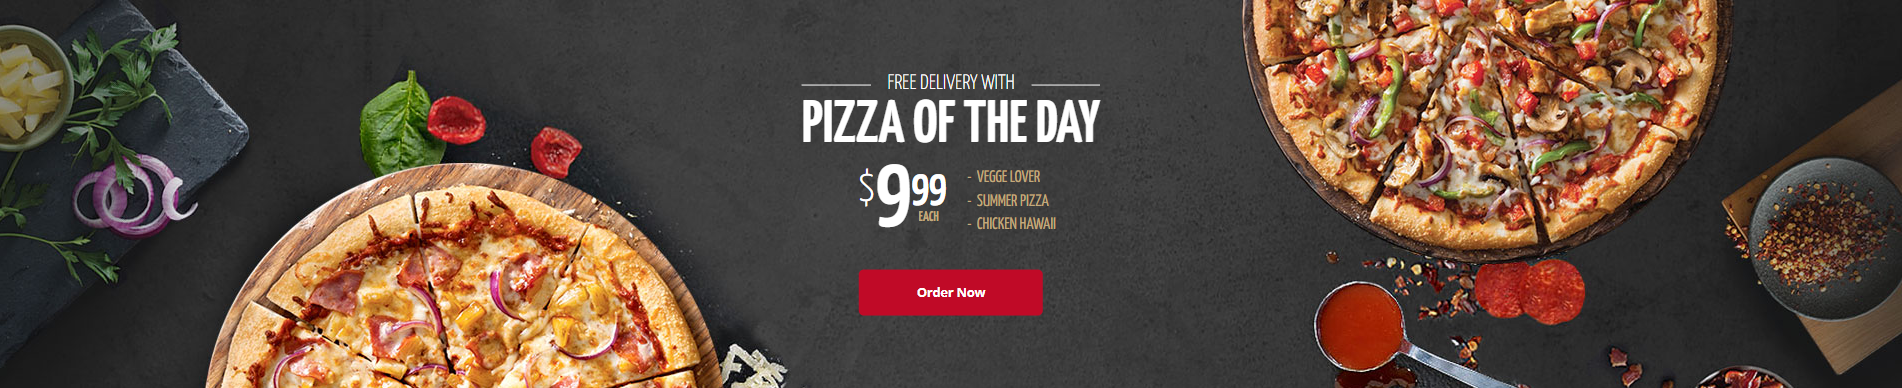 FREE DELIVERY WITH
PIZZA OF THE DAY
$9.99 EACH
- VEGGE LOVER
- SUMMER PIZZA
- CHICKEN HAWAII
Order Now